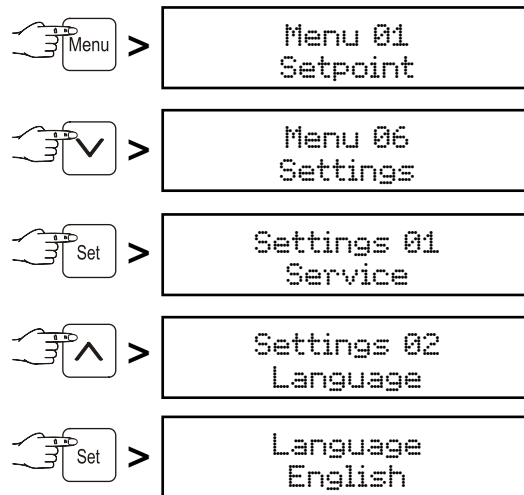 Menu > Menu 01
Setpoint
> Menu 06
Settings
Set > Settings 01
Service
> Settings 02
Language
Set > Language
English